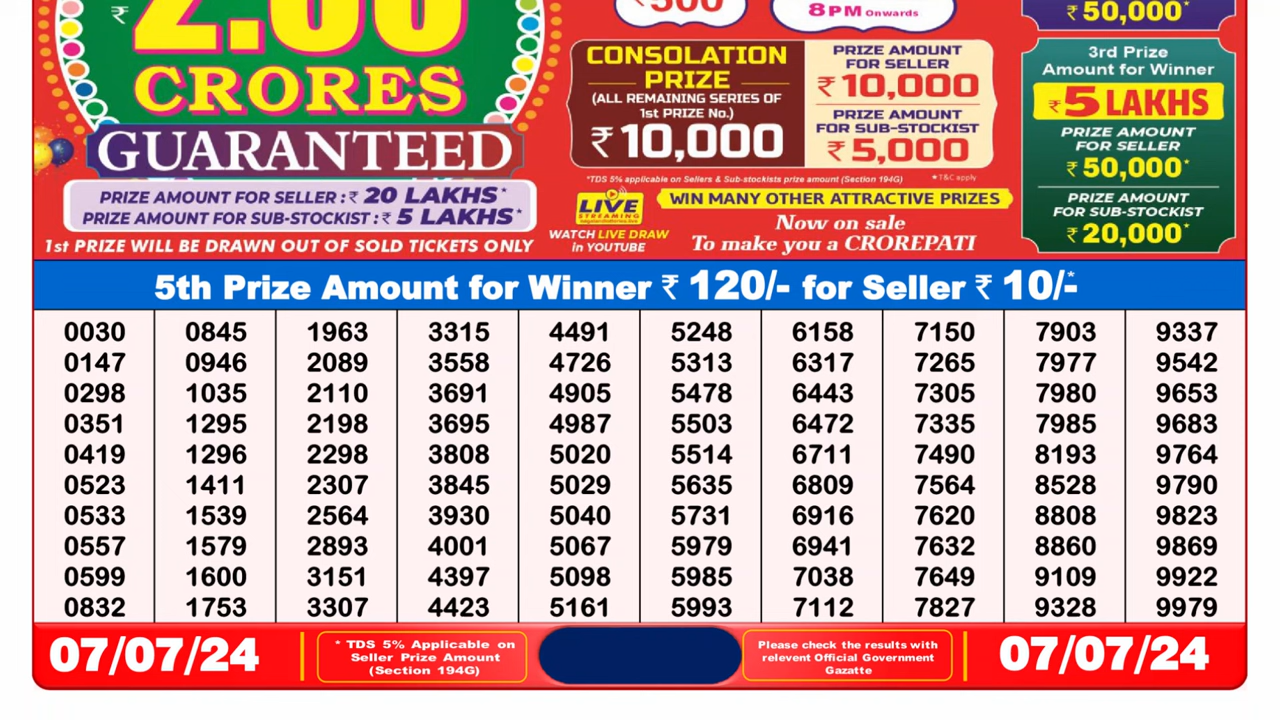 ₹ 2.00
CRORES
GUARANTEED
PRIZE AMOUNT FOR SELLER : ₹ 20 LAKHS*
PRIZE AMOUNT FOR SUB-STOCKIST : ₹ 5 LAKHS*
1st PRIZE WILL BE DRAWN OUT OF SOLD TICKETS ONLY
₹500
8PM Onwards
CONSOLATION
PRIZE
(ALL REMAINING SERIES OF
1st PRIZE No.)
₹ 10,000
PRIZE AMOUNT
FOR SELLER
₹ 10,000
PRIZE AMOUNT
FOR SUB-STOCKIST
₹ 5,000
*TDS 5% applicable on Sellers & Sub-stockists prize amount (Section 194G)
*T&C apply
LIVE
STREAMING
WATCH LIVE DRAW
in YOUTUBE
WIN MANY OTHER ATTRACTIVE PRIZES
Now on sale
To make you a CROREPATI
₹ 50,000*
3rd Prize
Amount for Winner
₹ 5 LAKHS
PRIZE AMOUNT
FOR SELLER
₹ 50,000*
PRIZE AMOUNT
FOR SUB-STOCKIST
₹ 20,000*
5th Prize Amount for Winner ₹ 120/- for Seller ₹ 10/-*
0030 0845 1963 3315 4491 5248 6158 7150 7903 9337
0147 0946 2089 3558 4726 5313 6317 7265 7977 9542
0298 1035 2110 3691 4905 5478 6443 7305 7980 9653
0351 1295 2198 3695 4987 5503 6472 7335 7985 9683
0419 1296 2298 3808 5020 5514 6711 7490 8193 9764
0523 1411 2307 3845 5029 5635 6809 7564 8528 9790
0533 1539 2564 3930 5040 5731 6916 7620 8808 9823
0557 1579 2893 4001 5067 5979 6941 7632 8860 9869
0599 1600 3151 4397 5098 5985 7038 7649 9109 9922
0832 1753 3307 4423 5161 5993 7112 7827 9328 9979
07/07/24
* TDS 5% Applicable on
Seller Prize Amount
(Section 194G)
Please check the results with
relevent Official Government
Gazatte
07/07/24